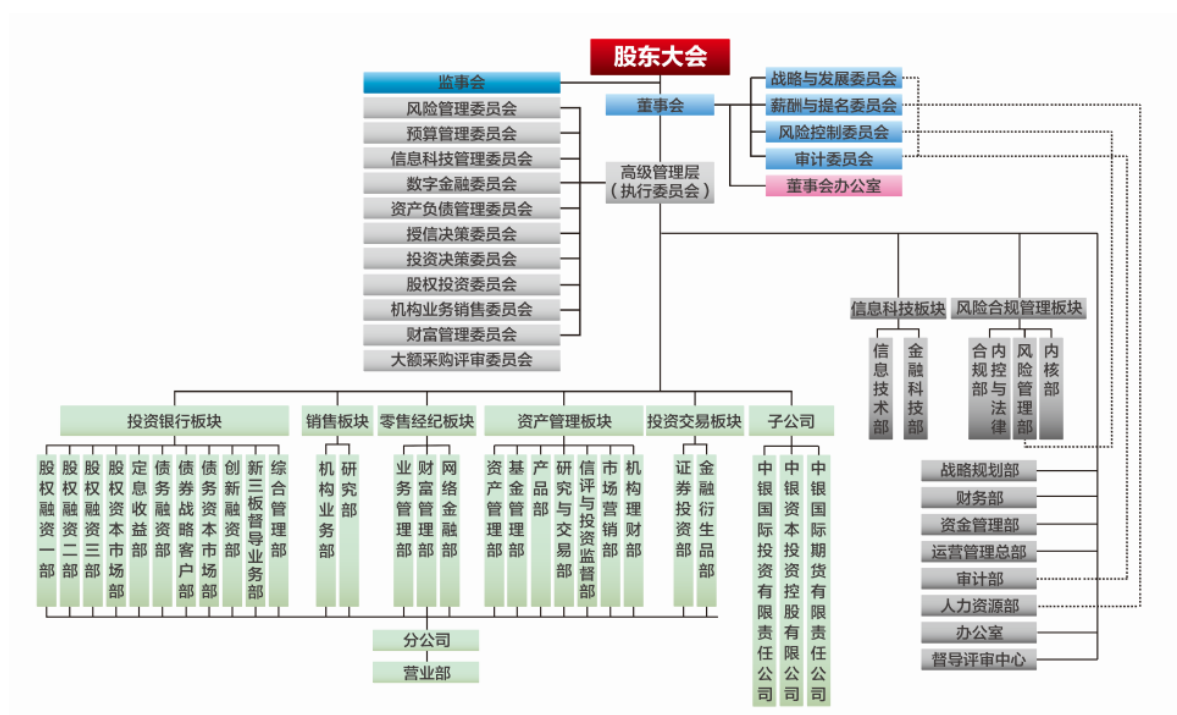 股东大会
监事会
董事会
战略与发展委员会
薪酬与提名委员会
风险控制委员会
审计委员会
董事会办公室
风险管理委员会
预算管理委员会
信息科技管理委员会
数字金融委员会
资产负债管理委员会
授信决策委员会
投资决策委员会
股权投资委员会
机构业务销售委员会
财富管理委员会
大额采购评审委员会
高级管理层
（执行委员会）
信息科技板块
风险合规管理板块
信息技术部
金融科技部
内控与法律
合规部
风险管理部
内核部
投资银行板块
销售板块
零售经纪板块
资产管理板块
投资交易板块
子公司
股权融资一部
股权融资二部
股权融资三部
股权资本市场部
定息收益部
债务融资部
债券战略客户部
债务资本市场部
创新融资部
新三板督导业务部
综合管理部
机构业务部
研究部
业务管理部
财富管理部
网络金融部
资产管理部
基金管理部
产品部
研究与交易部
信评与投资监督部
市场营销部
机构理财部
证券投资部
金融衍生品部
中银国际投资有限责任公司
中银资本投资控股有限公司
中银国际期货有限责任公司
分公司
营业部
战略规划部
财务部
资金管理部
运营管理总部
审计部
人力资源部
办公室
督导评审中心